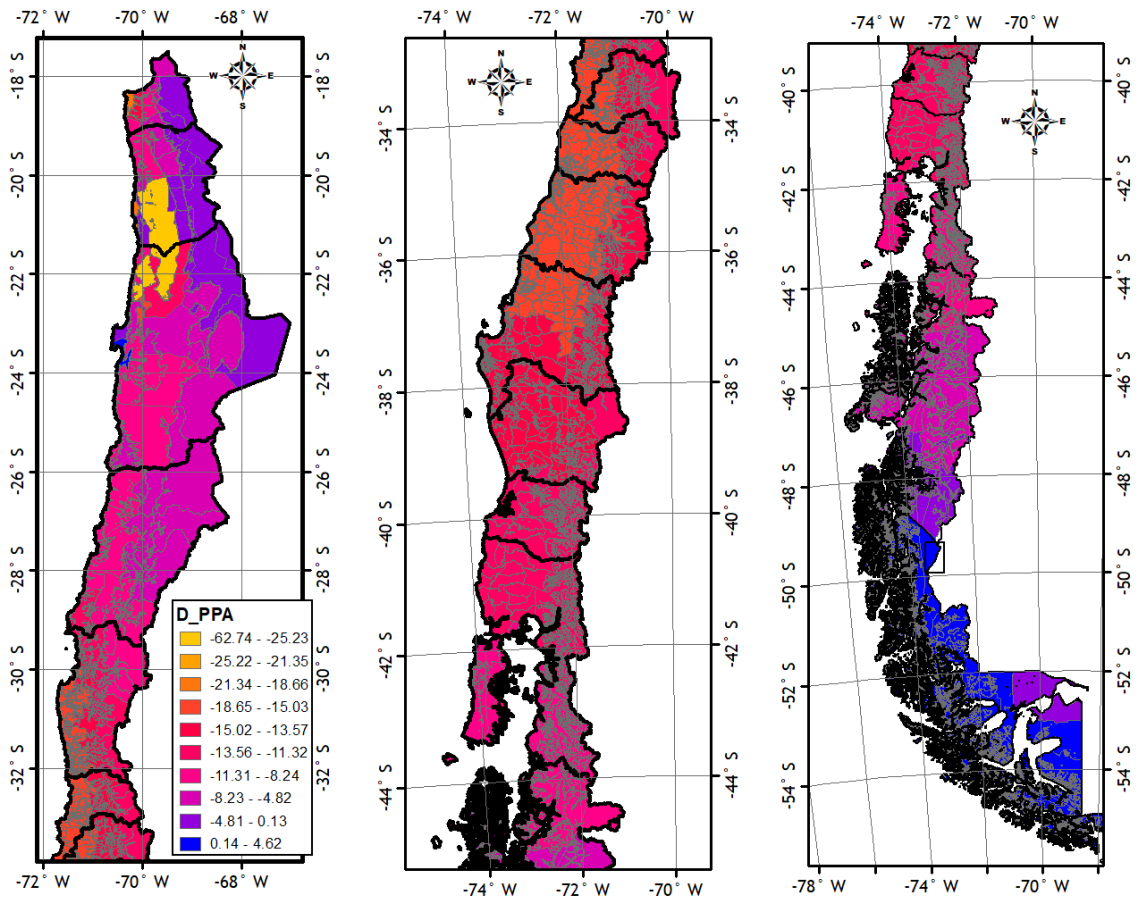 -72° W -70° W -68° W
-74° W -72° W -70° W
-74° W -72° W -70° W
N
W E
S
N
W E
S
N
W E
S
-18° S -18° S
-20° S -20° S
-22° S -22° S
-24° S -24° S
-26° S -26° S
-28° S -28° S
-30° S -30° S
-32° S -32° S
D_PPA
-62.74 - -25.23
-25.22 - -21.35
-21.34 - -18.66
-18.65 - -15.03
-15.02 - -13.57
-13.56 - -11.32
-11.31 - -8.24
-8.23 - -4.82
-4.81 - 0.13
0.14 - 4.62
-72° W -70° W -68° W
-34° S -34° S
-36° S -36° S
-38° S -38° S
-40° S -40° S
-42° S -42° S
-44° S -44° S
-74° W -72° W -70° W
-40° S -40° S
-42° S -42° S
-44° S -44° S
-46° S -46° S
-48° S -48° S
-50° S -50° S
-52° S -52° S
-54° S -54° S
-78° W -74° W -70° W